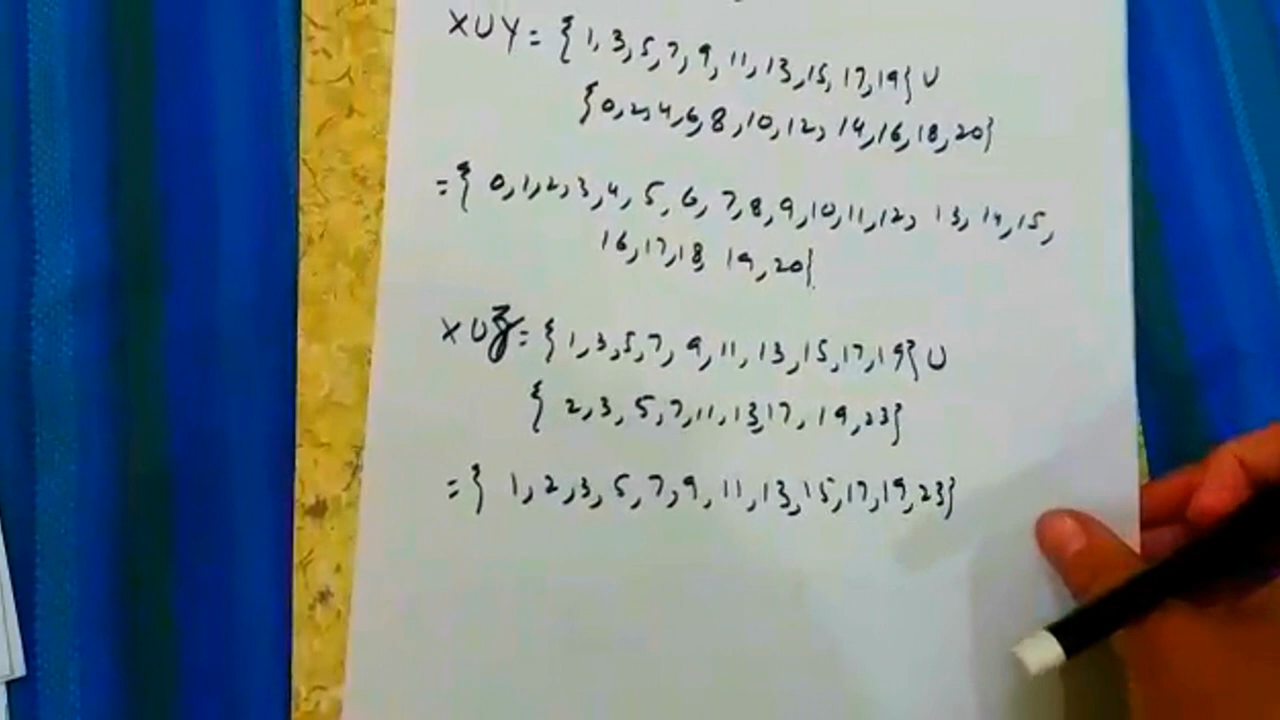 X∪Y = {1, 3, 5, 7, 9, 11, 13, 15, 17, 19} ∪
{0, 2, 4, 6, 8, 10, 12, 14, 16, 18, 20}
= { 0, 1, 2, 3, 4, 5, 6, 7, 8, 9, 10, 11, 12, 13, 14, 15,
16, 17, 18, 19, 20}
X∪Z = { 1, 3, 5, 7, 9, 11, 13, 15, 17, 19} ∪
{ 2, 3, 5, 7, 11, 13, 17, 19, 23}
= { 1, 2, 3, 5, 7, 9, 11, 13, 15, 17, 19, 23}